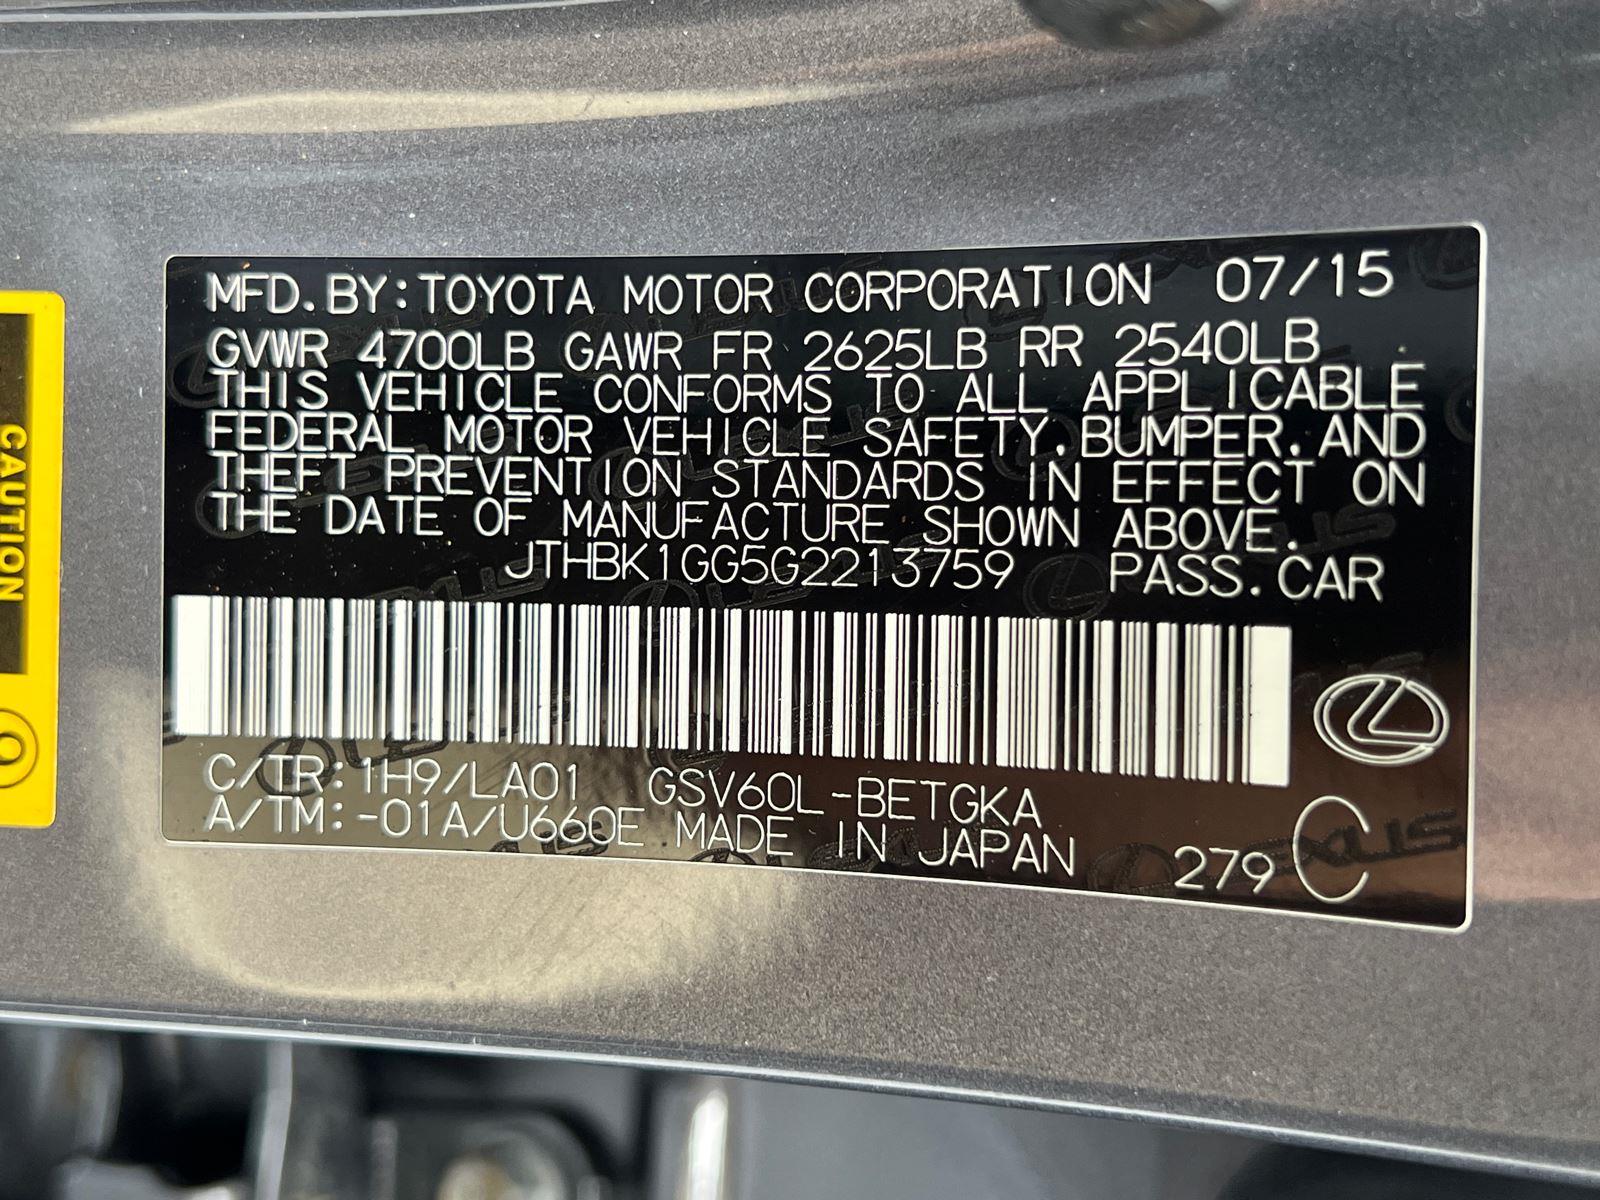 MFD.BY:TOYOTA MOTOR CORPORATION 07/15
GVWR 4700LB GAWR FR 2625LB RR 2540LB
THIS VEHICLE CONFORMS TO ALL APPLICABLE
FEDERAL MOTOR VEHICLE SAFETY,BUMPER,AND
THEFT PREVENTION STANDARDS IN EFFECT ON
THE DATE OF MANUFACTURE SHOWN ABOVE.
JTHBK1GG5G2213759 PASS.CAR
C/TR:1H9/LA01 GSV60L-BETGKA
A/TM:-01A/U660E MADE IN JAPAN 279 C
CAUTION
LEXUS